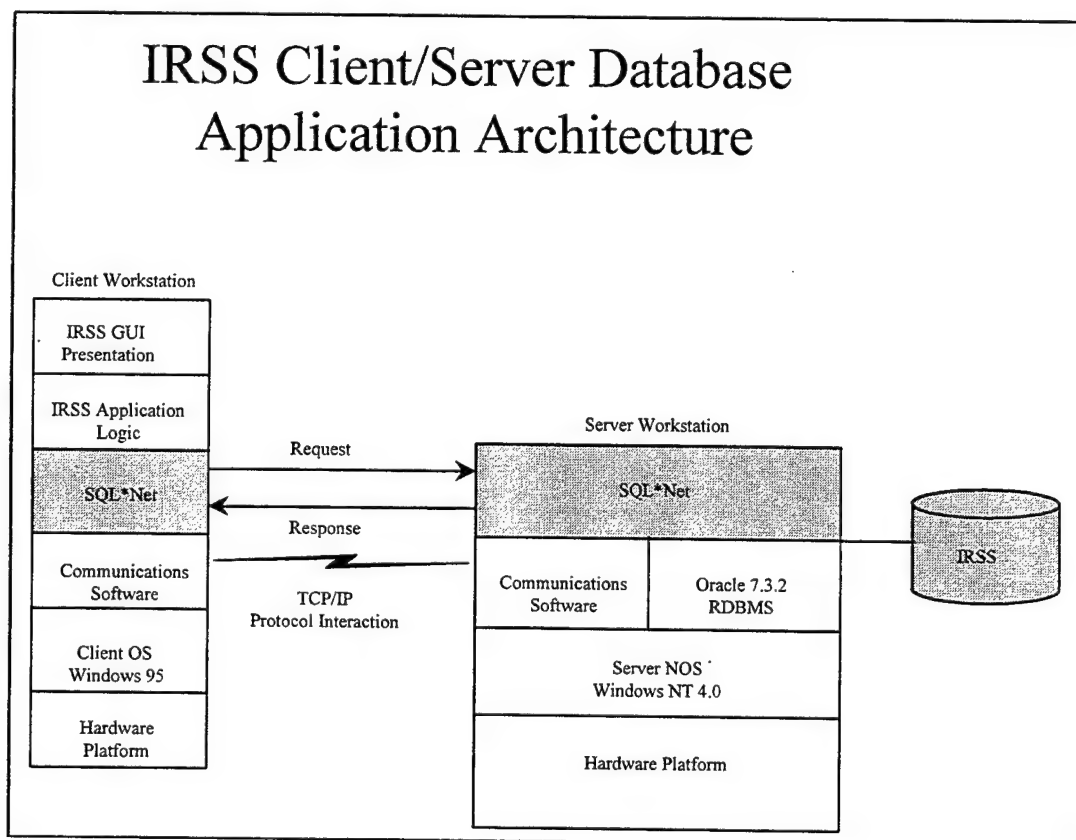 IRSS Client/Server Database
Application Architecture
Client Workstation
IRSS GUI
Presentation
IRSS Application
Logic
SQL*Net
Communications
Software
Client OS
Windows 95
Hardware
Platform
Request
Response
TCP/IP
Protocol Interaction
Server Workstation
SQL*Net
Communications
Software
Oracle 7.3.2
RDBMS
Server NOS
Windows NT 4.0
Hardware Platform
IRSS